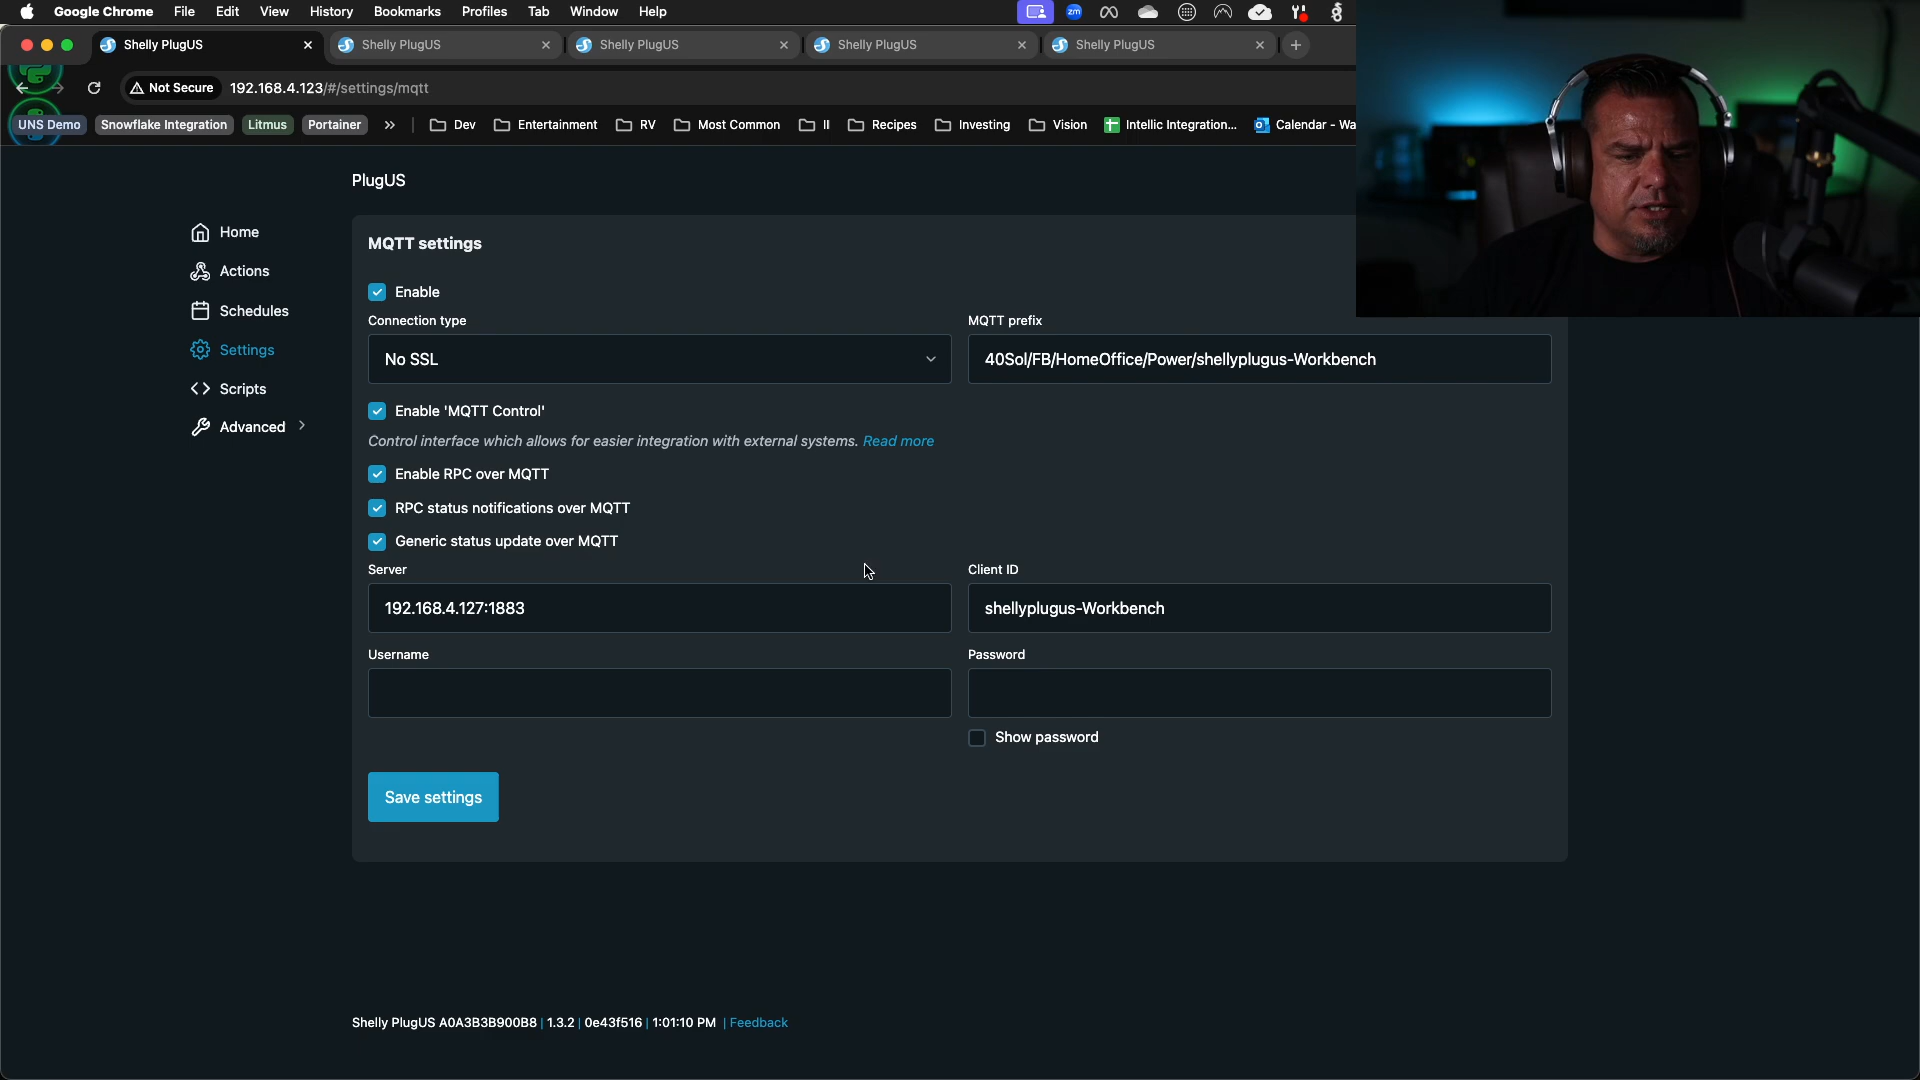 Google Chrome File Edit View History Bookmarks Profiles Tab Window Help zm
Shelly PlugUS Shelly PlugUS Shelly PlugUS Shelly PlugUS Shelly PlugUS
Not Secure 192.168.4.123/#/settings/mqtt
UNS Demo Snowflake Integration Litmus Portainer » Dev Entertainment RV Most Common II Recipes Investing Vision Intellic Integration... Calendar - Wa
PlugUS
Home
Actions
Schedules
Settings
Scripts
Advanced
MQTT settings
Enable
Connection type
No SSL
MQTT prefix
40Sol/FB/HomeOffice/Power/shellyplugus-Workbench
Enable 'MQTT Control'
Control interface which allows for easier integration with external systems. Read more
Enable RPC over MQTT
RPC status notifications over MQTT
Generic status update over MQTT
Server
192.168.4.127:1883
Client ID
shellyplugus-Workbench
Username
Password
Show password
Save settings
Shelly PlugUS A0A3B3B900B8 | 1.3.2 | 0e43f516 | 1:01:10 PM | Feedback